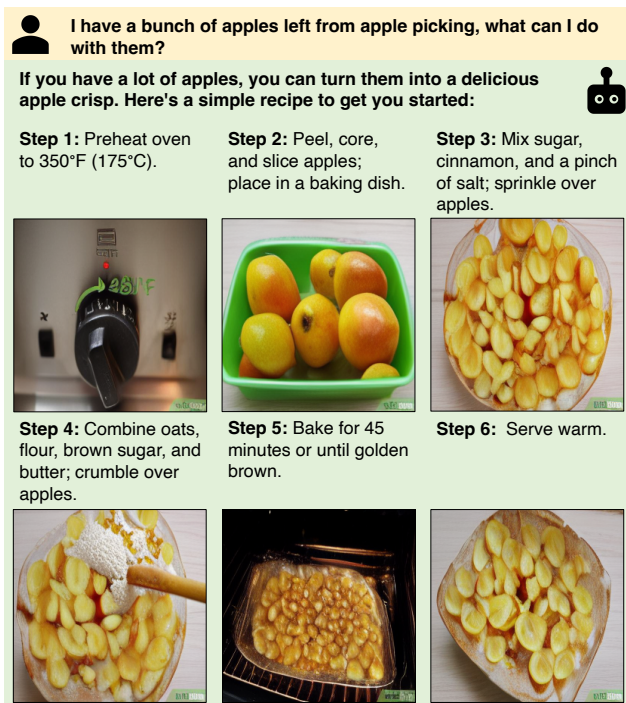 I have a bunch of apples left from apple picking, what can I do
with them?
If you have a lot of apples, you can turn them into a delicious
apple crisp. Here's a simple recipe to get you started:
Step 1: Preheat oven
to 350°F (175°C).
Step 2: Peel, core,
and slice apples;
place in a baking dish.
Step 3: Mix sugar,
cinnamon, and a pinch
of salt; sprinkle over
apples.
Step 4: Combine oats,
flour, brown sugar, and
butter; crumble over
apples.
Step 5: Bake for 45
minutes or until golden
brown.
Step 6: Serve warm.